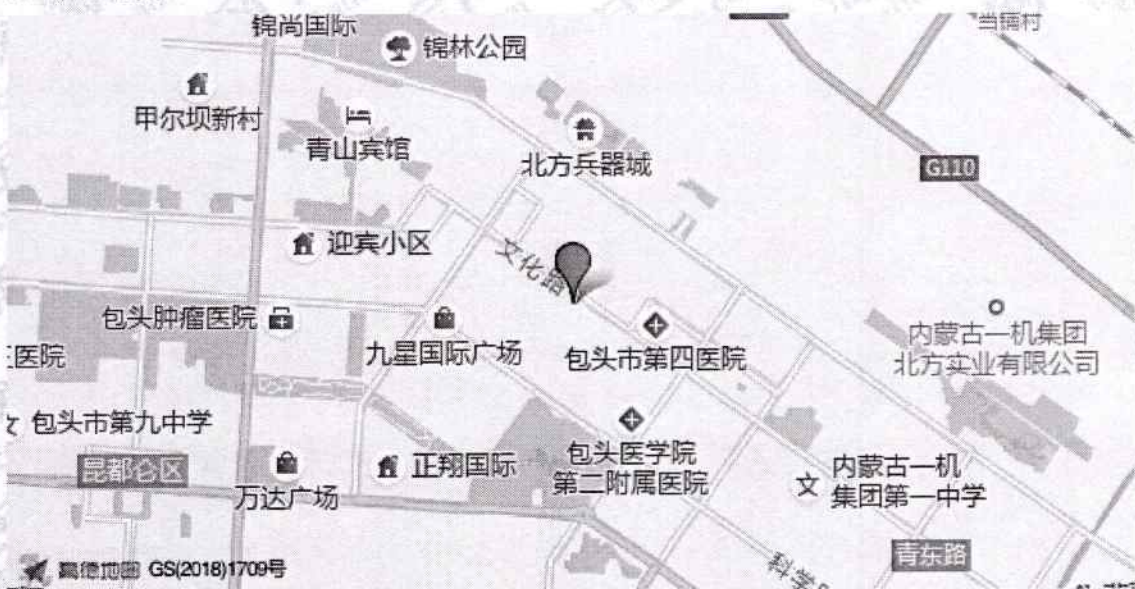 锦尚国际
锦林公园
当铺村
甲尔坝新村
青山宾馆
北方兵器城
G110
迎宾小区
文化路
包头肿瘤医院
九星国际广场
包头市第四医院
内蒙古一机集团
北方实业有限公司
医院
包头市第九中学
昆都仑区
万达广场
正翔国际
包头医学院
第二附属医院
内蒙古一机
集团第一中学
青东路
科学
高德地图 GS(2018)1709号